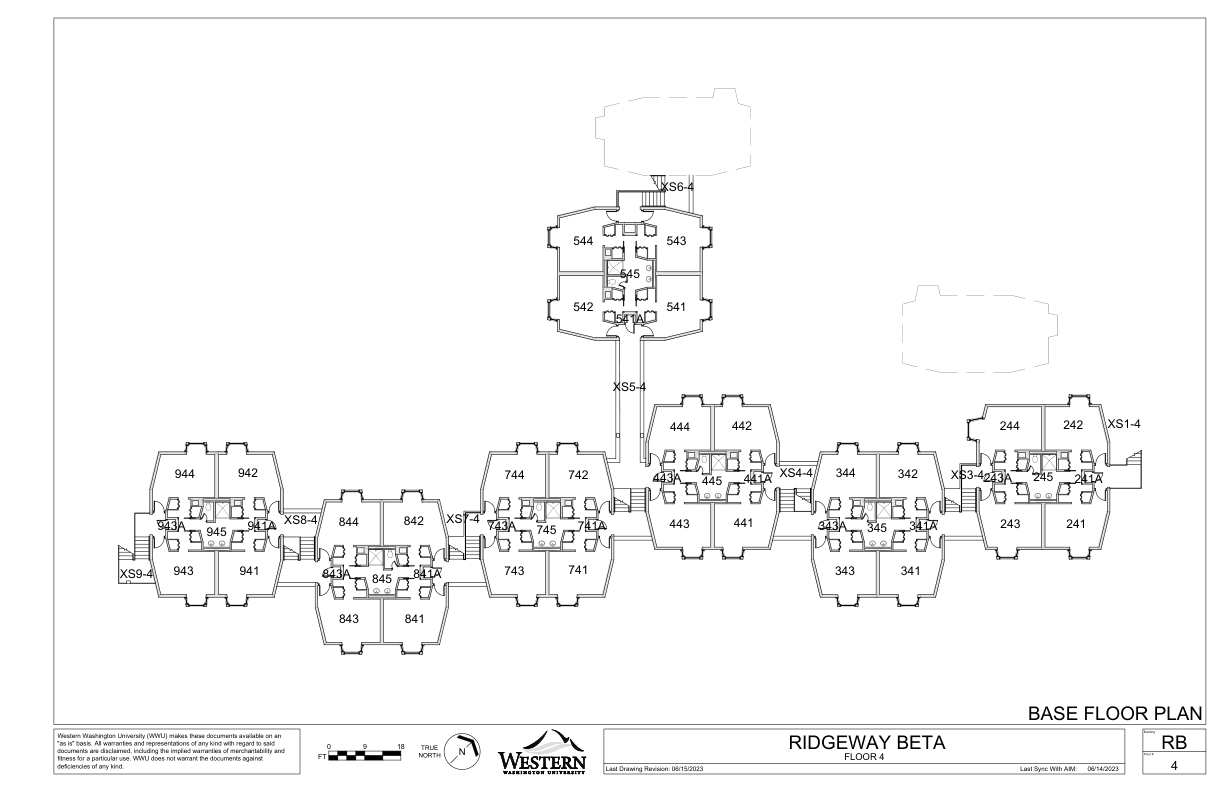 XS6-4
544
543
545
542
541
541A
XS5-4
444
442
244
242
XS1-4
944
942
744
742
443A
445
441A
XS4-4
344
342
XS3-4
243A
245
241A
943A
945
941A
XS8-4
844
842
XS7-4
743A
745
741A
443
441
343A
345
341A
243
241
XS9-4
943
941
843A
845
841A
743
741
343
341
843
841
BASE FLOOR PLAN
Western Washington University (WWU) makes these documents available on an
"as is" basis. All warranties and representations of any kind with regard to said
documents are disclaimed, including the implied warranties of merchantability and
fitness for a particular use. WWU does not warrant the documents against
deficiencies of any kind.
0 9 18
FT
TRUE
NORTH
N
WESTERN
WASHINGTON UNIVERSITY
RIDGEWAY BETA
FLOOR 4
Last Drawing Revision: 06/15/2023
Last Sync With AIM: 06/14/2023
Building
RB
Floor
4